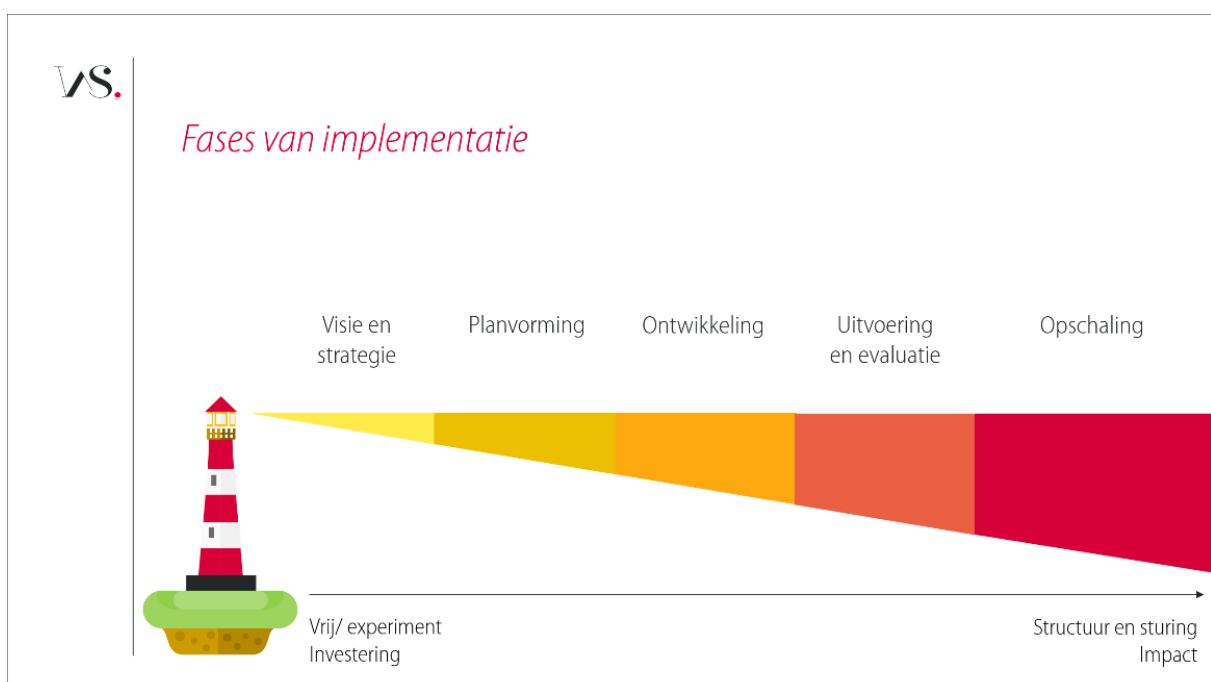 VS.
Fases van implementatie
Visie en
strategie
Planvorming
Ontwikkeling
Uitvoering
en evaluatie
Opschaling
Vrij/ experiment
Investering
Structuur en sturing
Impact